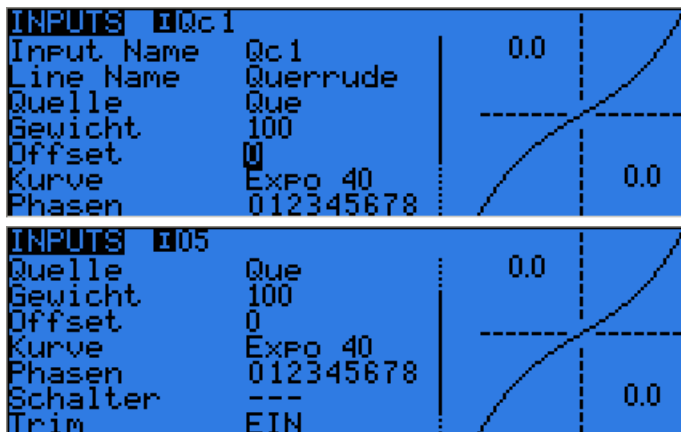 INPUTS IQc1
Input Name Qc1
Line Name Querrude
Quelle Que
Gewicht 100
Offset 0
Kurve Expo 40
Phasen 012345678
0.0
0.0
INPUTS I05
Quelle Que
Gewicht 100
Offset 0
Kurve Expo 40
Phasen 012345678
Schalter ---
Trim EIN
0.0
0.0